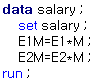 data salary ;
set salary ;
E1M=E1*M ;
E2M=E2*M ;
run ;